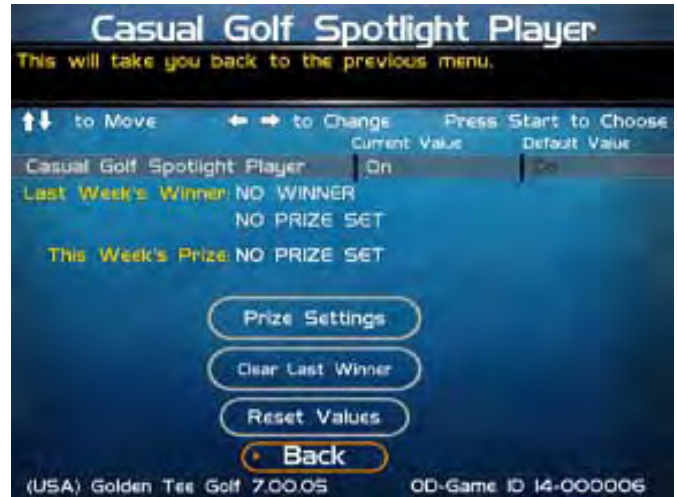 Casual Golf Spotlight Player
This will take you back to the previous menu.
to Move to Change Press Start to Choose
Current Value Default Value
Casual Golf Spotlight Player On On
Last Week's Winner: NO WINNER
NO PRIZE SET
This Week's Prize: NO PRIZE SET
Prize Settings
Clear Last Winner
Reset Values
Back
(USA) Golden Tee Golf 7.00.05 OD-Game ID 14-000006